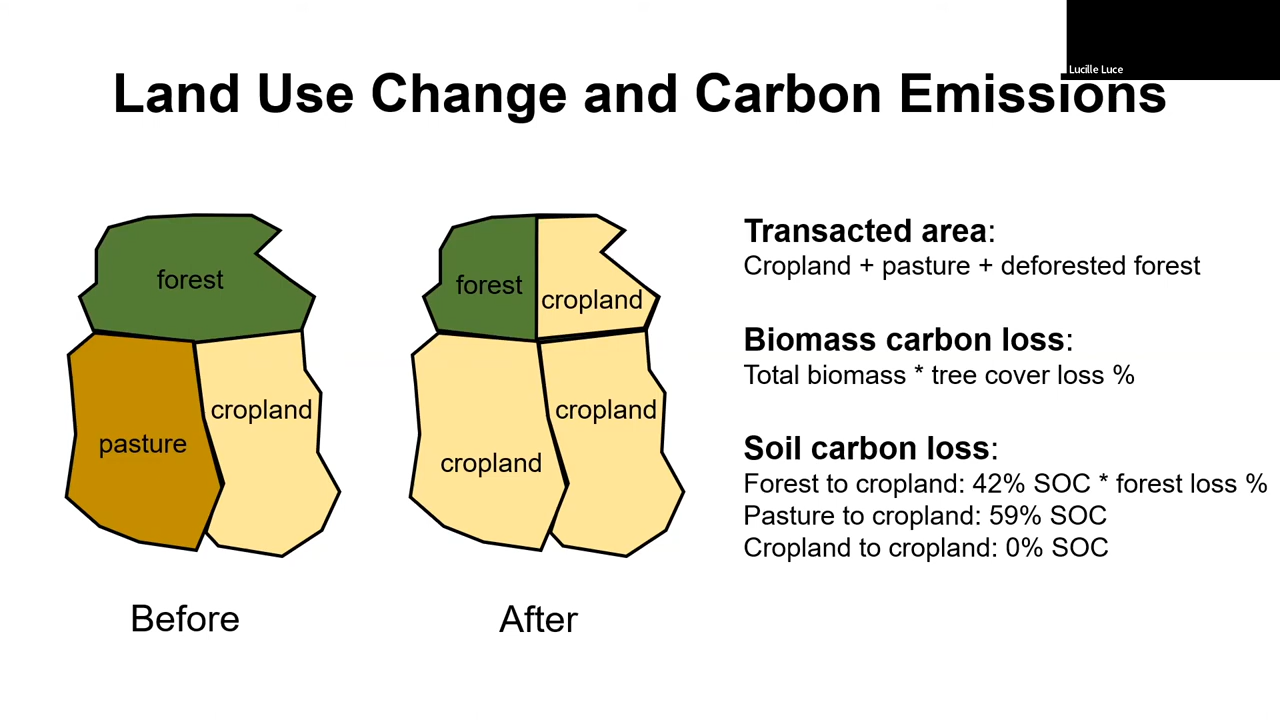 Lucille Luce
Land Use Change and Carbon Emissions
forest
pasture
cropland
Before
forest
cropland
cropland
cropland
After
Transacted area:
Cropland + pasture + deforested forest
Biomass carbon loss:
Total biomass * tree cover loss %
Soil carbon loss:
Forest to cropland: 42% SOC * forest loss %
Pasture to cropland: 59% SOC
Cropland to cropland: 0% SOC